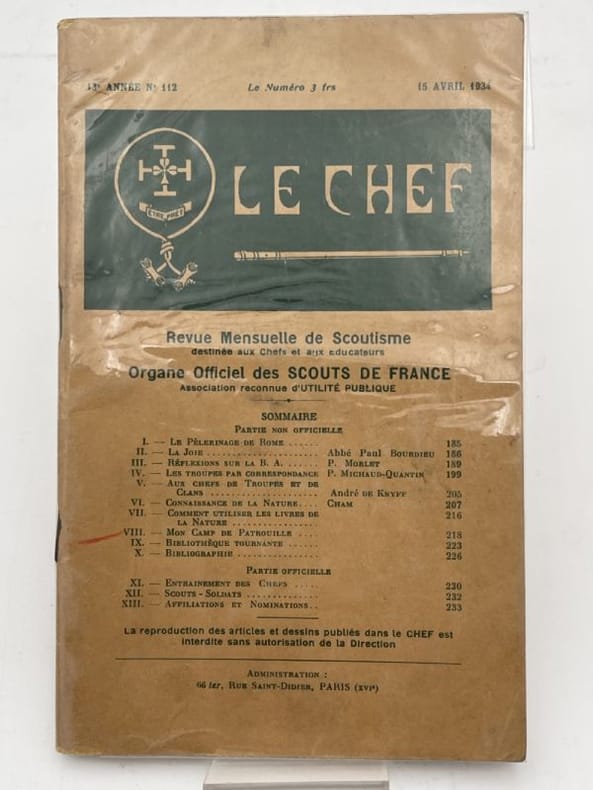 13e ANNÉE No 112 Le Numéro 3 frs 15 AVRIL 1934
ÊTRE PRÊT
LE CHEF
Revue Mensuelle de Scoutisme
destinée aux Chefs et aux Educateurs
Organe Officiel des SCOUTS DE FRANCE
Association reconnue d'UTILITÉ PUBLIQUE
SOMMAIRE
PARTIE NON OFFICIELLE
I. — LE PÈLERINAGE DE ROME ...... 185
II. — LA JOIE ...................... Abbé Paul BOURDIEU 186
III. — RÉFLEXIONS SUR LA B. A. ...... P. MORLET 189
IV. — LES TROUPES PAR CORRESPONDANCE P. MICHAUD-QUANTIN 199
V. — AUX CHEFS DE TROUPES ET DE
CLANS ..................... André DE KNYFF 205
VI. — CONNAISSANCE DE LA NATURE.... CHAM 207
VII. — COMMENT UTILISER LES LIVRES DE 216
LA NATURE ................
VIII. — MON CAMP DE PATROUILLE .... 218
IX. — BIBLIOTHÈQUE TOURNANTE ...... 223
X. — BIBLIOGRAPHIE ................ 226
PARTIE OFFICIELLE
XI. — ENTRAINEMENT DES CHEFS ..... 230
XII. — SCOUTS-SOLDATS .............. 232
XIII. — AFFILIATIONS ET NOMINATIONS.. 233
La reproduction des articles et dessins publiés dans le CHEF est
interdite sans autorisation de la Direction
ADMINISTRATION :
66 ter, RUE SAINT-DIDIER, PARIS (XVIe)